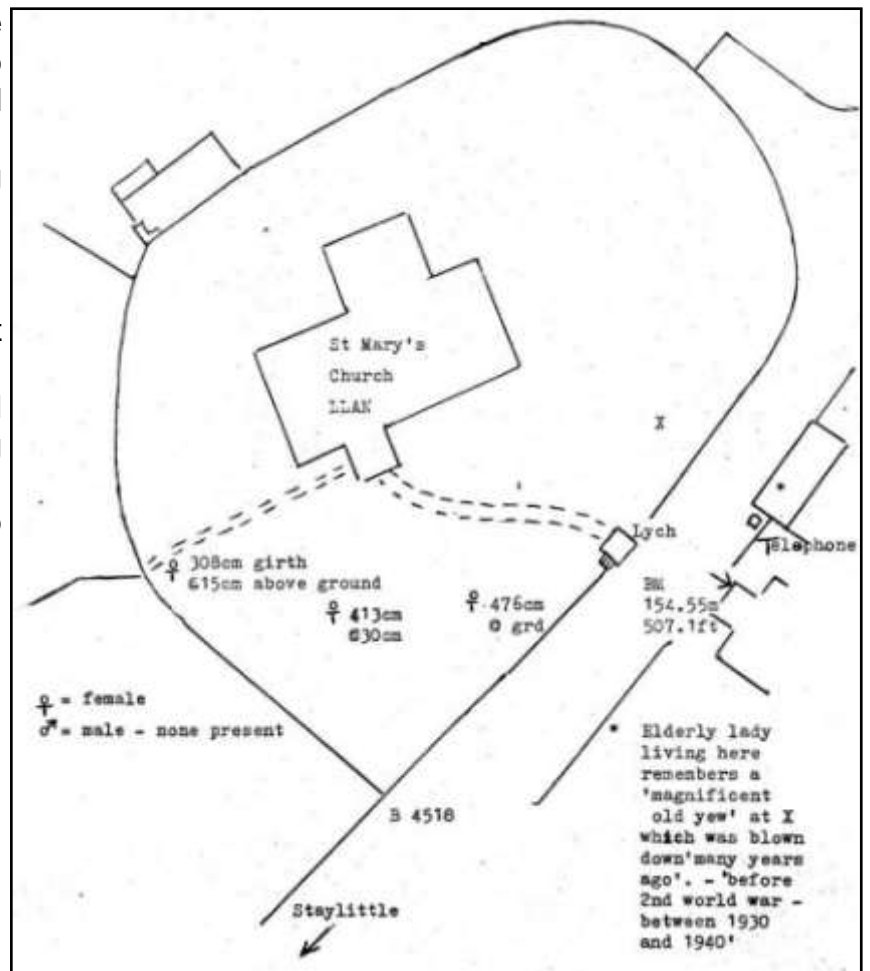 St Mary's
Church
LLAN
X
Lych
Telephone
♀ 308cm girth
@15cm above ground
♀ 413cm
@30cm
♀ 476cm
@ grd
BM
154.55m
507.1ft
♀ = female
♂ = male - none present
B 4518
Staylittle
* Elderly lady
living here
remembers a
'magnificent
old yew' at X
which was blown
down'many years
ago'. - 'before
2nd world war -
between 1930
and 1940'